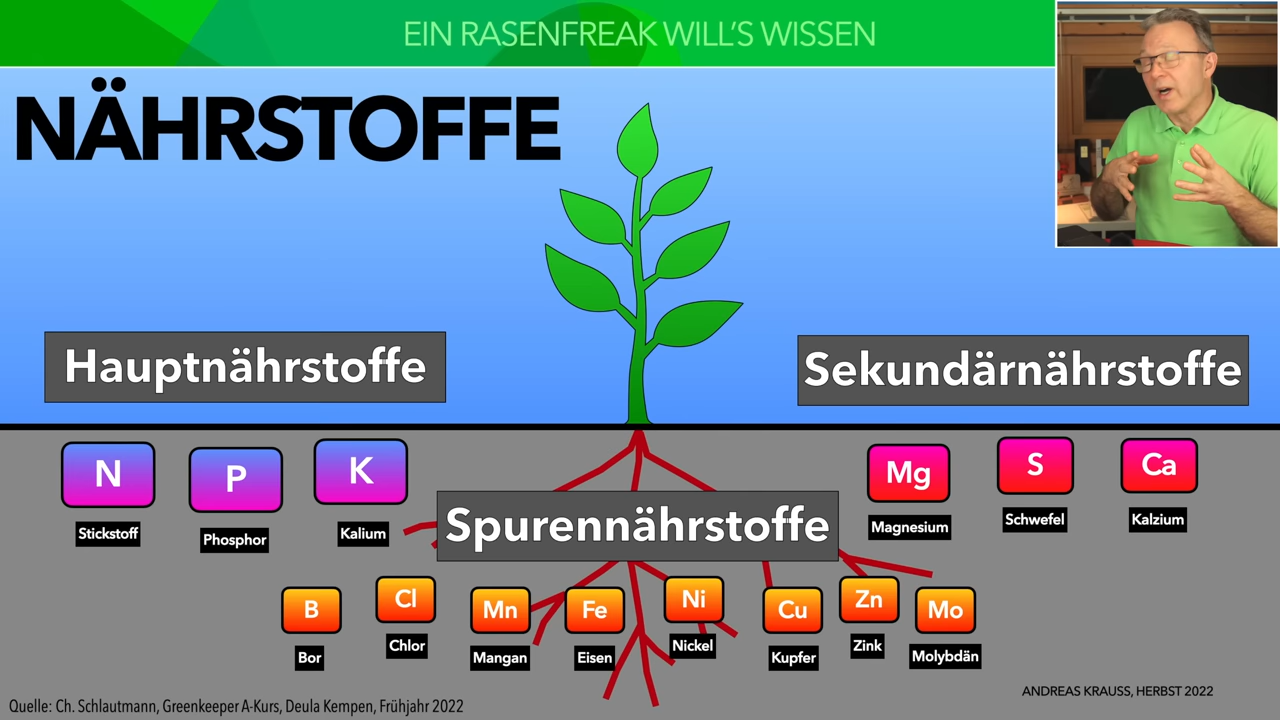 EIN RASENFREAK WILL'S WISSEN
NÄHRSTOFFE
Hauptnährstoffe
Sekundärnährstoffe
N
P
K
Mg
S
Ca
Stickstoff
Phosphor
Kalium
Magnesium
Schwefel
Kalzium
Spurennährstoffe
B
Cl
Mn
Fe
Ni
Cu
Zn
Mo
Bor
Chlor
Mangan
Eisen
Nickel
Kupfer
Zink
Molybdän
ANDREAS KRAUSS, HERBST 2022
Quelle: Ch. Schlautmann, Greenkeeper A-Kurs, Deula Kempen, Frühjahr 2022